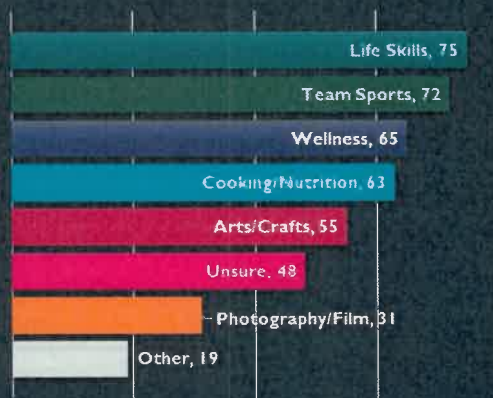 Life Skills, 75
Team Sports, 72
Wellness, 65
Cooking/Nutrition, 63
Arts/Crafts, 55
Unsure, 48
Photography/Film, 31
Other, 19